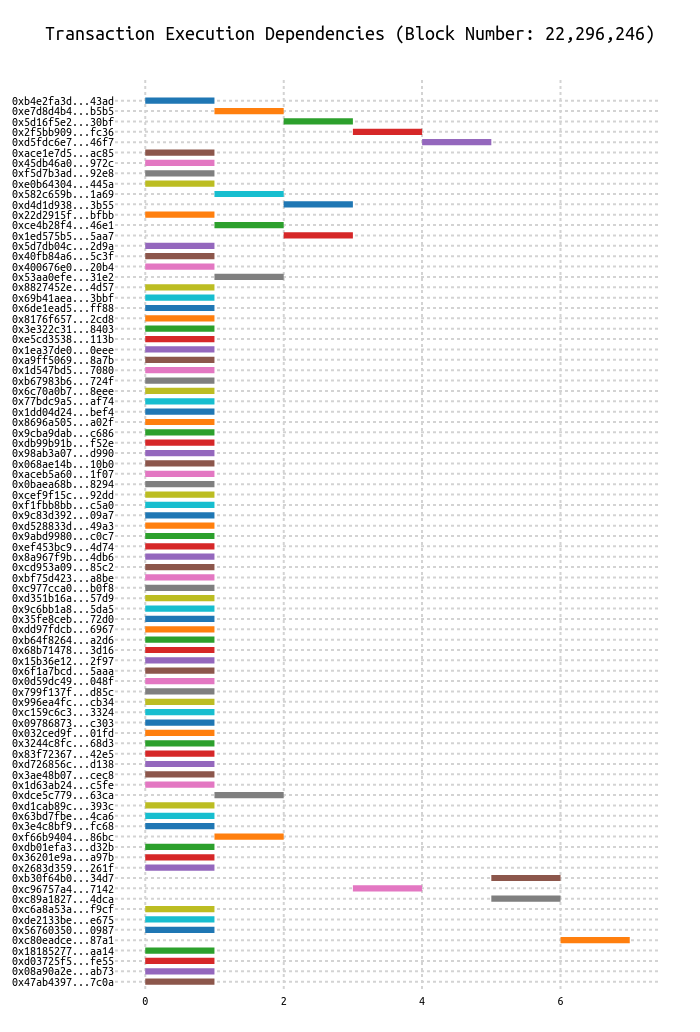 Transaction Execution Dependencies (Block Number: 22,296,246)
0xb4e2fa3d...43ad
0xe7d8d4b4...b5b5
0x5d16f5e2...30bf
0x2f5bb909...fc36
0xd5fdc6e7...46f7
0xace1e7d5...ac85
0x45db46a0...972c
0xf5d7b3ad...92e8
0xe0b64304...445a
0x582c659b...1a69
0xd4d1d938...3b55
0x22d2915f...bfbb
0xce4b28f4...46e1
0x1ed575b5...5aa7
0x5d7db04c...2d9a
0x40fb84a6...5c3f
0x400676e0...20b4
0x53aa0efe...31e2
0x8827452e...4d57
0x69b41aea...3bbf
0x6de1ead5...ff88
0x8176f657...2cd8
0x3e322c31...8403
0xe5cd3538...113b
0x1ea37de0...0eee
0xa9ff5069...8a7b
0x1d547bd5...7080
0xb67983b6...724f
0x6c70a0b7...8eee
0x77bdc9a5...af74
0x1dd04d24...bef4
0x8696a505...a02f
0x9cba9dab...c686
0xdb99b91b...f52e
0x98ab3a07...d990
0x068ae14b...10b0
0xaceb5a60...1f07
0x0baea68b...8294
0xcef9f15c...92dd
0xf1fbb8bb...c5a0
0x9c83d392...09a7
0xd528833d...49a3
0x9abd9980...c0c7
0xef453bc9...4d74
0x8a967f9b...4db6
0xcd953a09...85c2
0xbf75d423...a8be
0xc977cca0...b0f8
0xd351b16a...57d9
0x9c6bb1a8...5da5
0x35fe8ceb...72d0
0xdd97fdcb...6967
0xb64f8264...a2d6
0x68b71478...3d16
0x15b36e12...2f97
0x6f1a7bcd...5aaa
0x0d59dc49...048f
0x799f137f...d85c
0x996ea4fc...cb34
0xc159c6c3...3324
0x09786873...c303
0x032ced9f...01fd
0x3244c8fc...68d3
0x83f72367...42e5
0xd726856c...d138
0x3ae48b07...cec8
0x1d63ab24...c5fe
0xdce5c779...63ca
0xd1cab89c...393c
0x63bd7fbe...4ca6
0x3e4c8bf9...fc68
0xf66b9404...86bc
0xdb01efa3...d32b
0x36201e9a...a97b
0x2683d359...261f
0xb30f64b0...34d7
0xc96757a4...7142
0xc89a1827...4dca
0xc6a8a53a...f9cf
0xde2133be...e675
0x56760350...0987
0xc80eadce...87a1
0x18185277...aa14
0xd03725f5...fe55
0x08a90a2e...ab73
0x47ab4397...7c0a
0 2 4 6